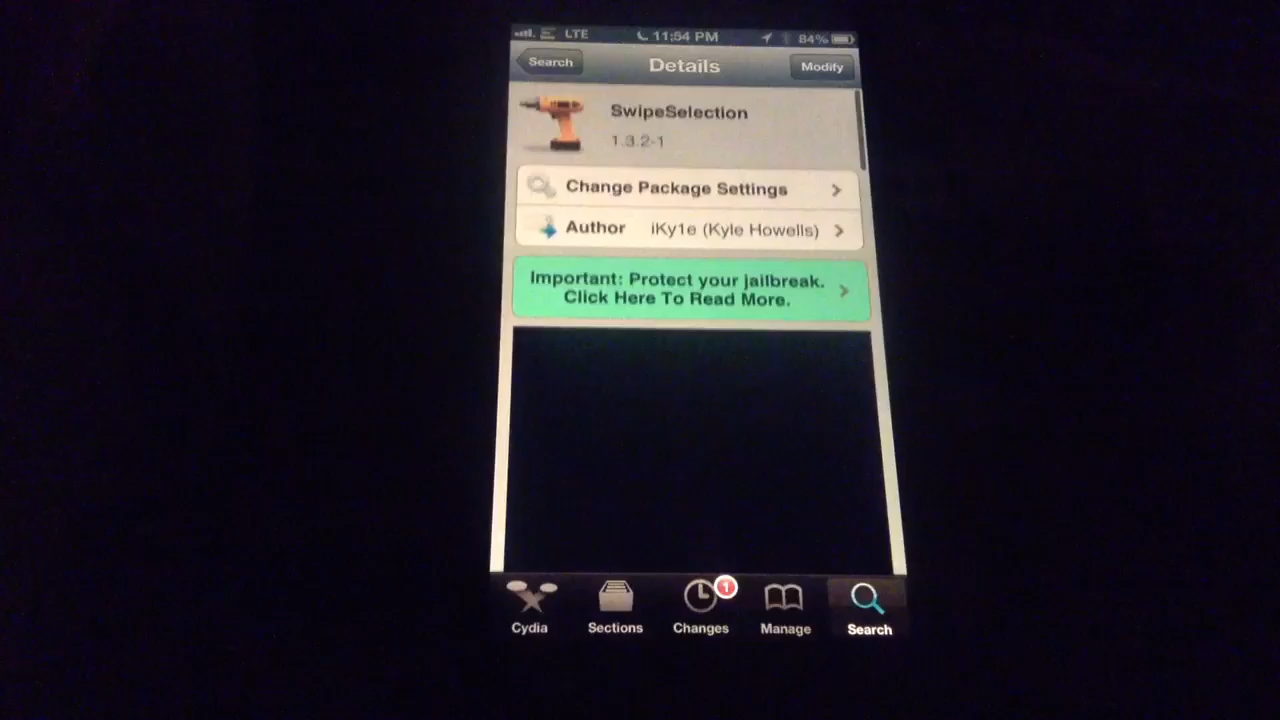 LTE 11:54 PM 84%
Search Details Modify
SwipeSelection
1.3.2-1
Change Package Settings
Author iKy1e (Kyle Howells)
Important: Protect your jailbreak.
Click Here To Read More.
1
Cydia Sections Changes Manage Search